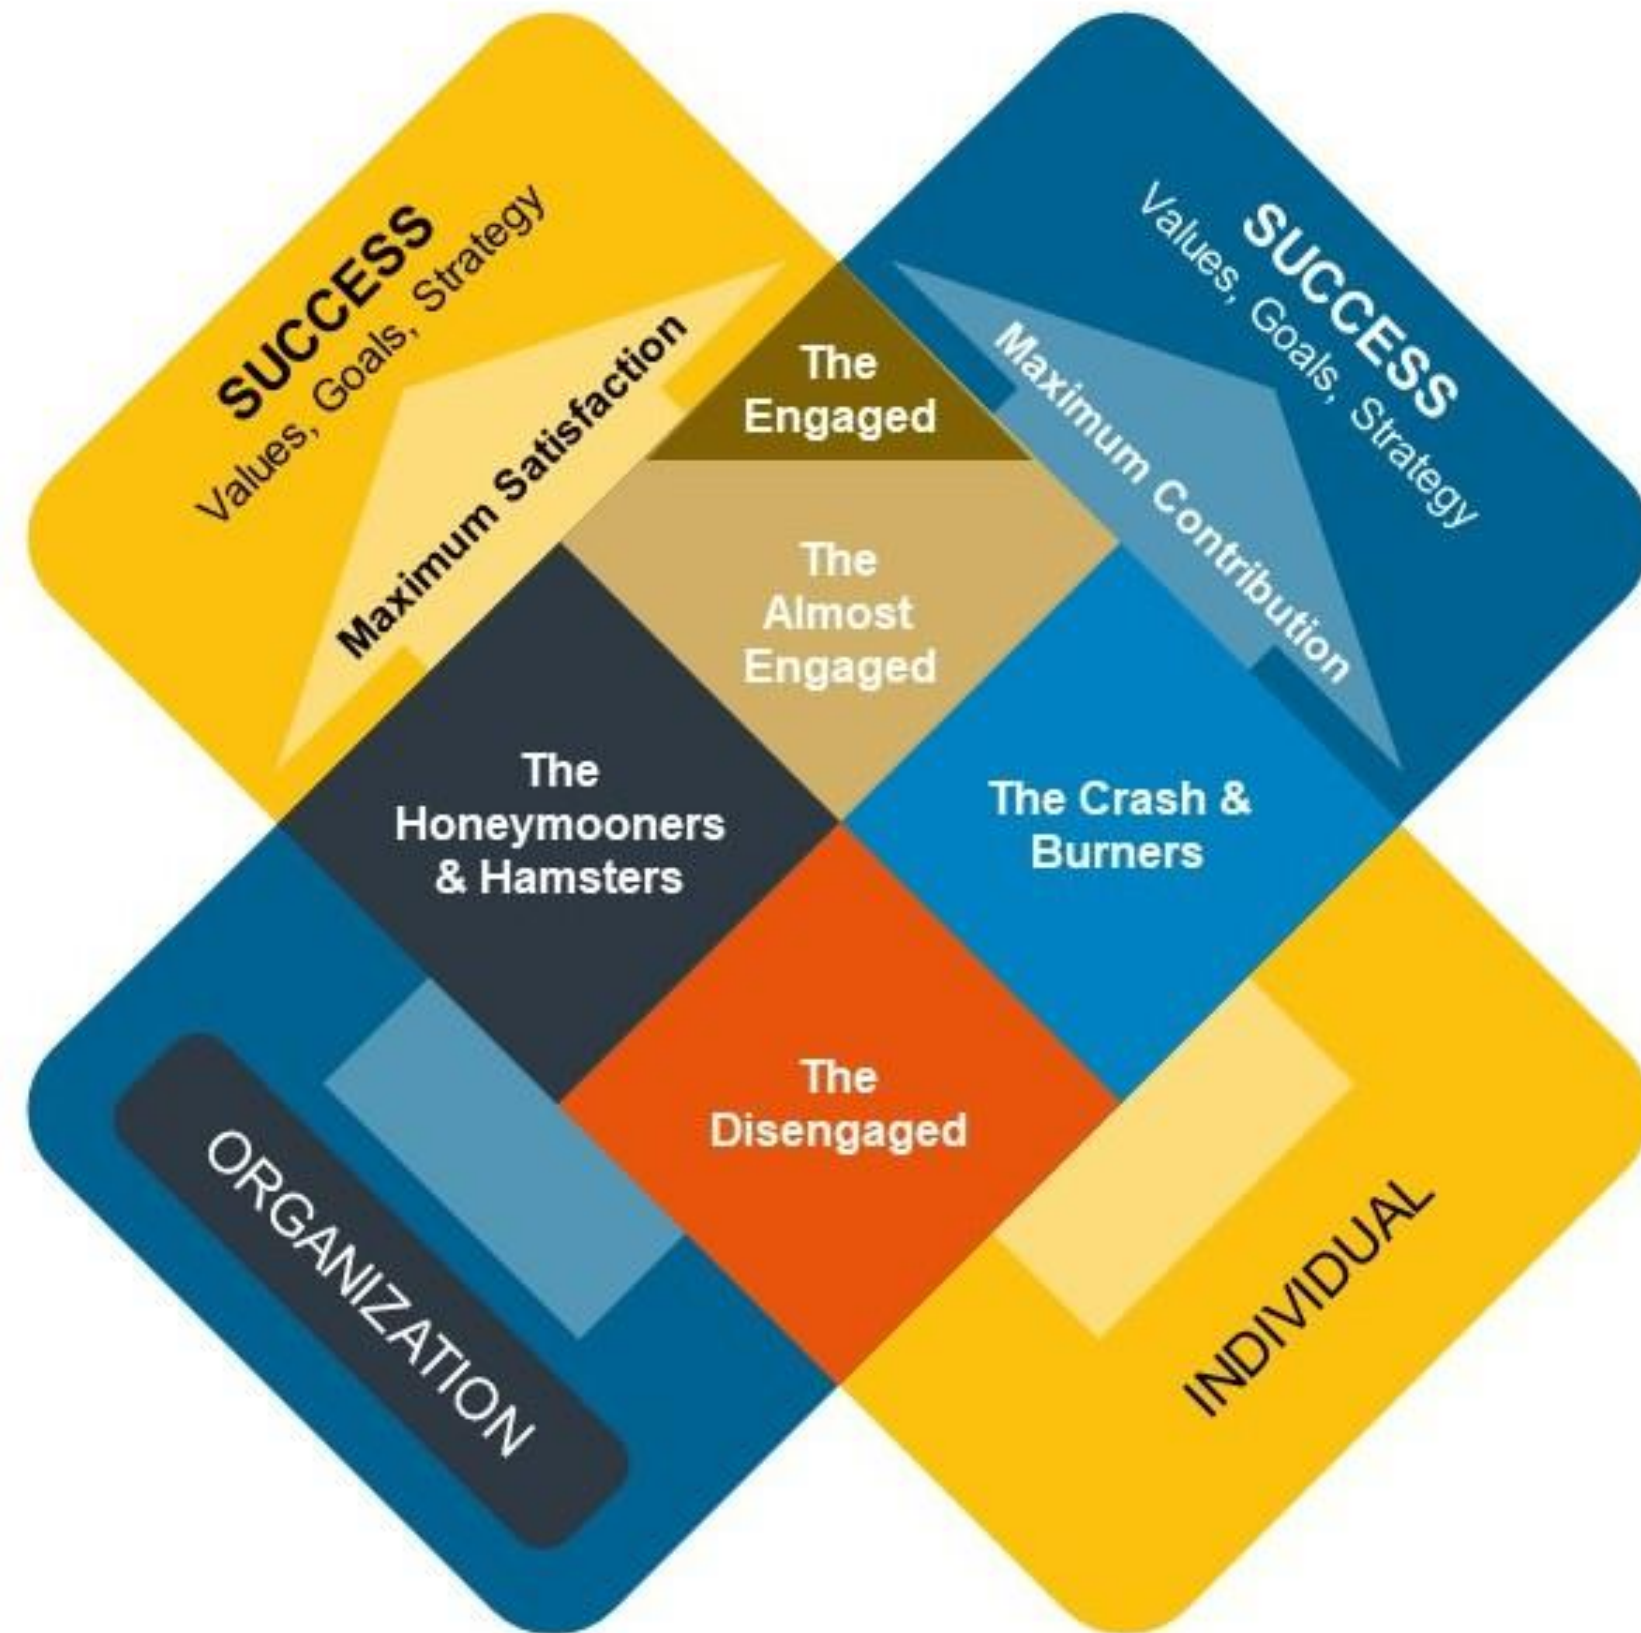 SUCCESS
Values, Goals, Strategy
Maximum Satisfaction
SUCCESS
Values, Goals, Strategy
Maximum Contribution
The
Engaged
The
Almost
Engaged
The
Honeymooners
& Hamsters
The Crash &
Burners
The
Disengaged
ORGANIZATION
INDIVIDUAL